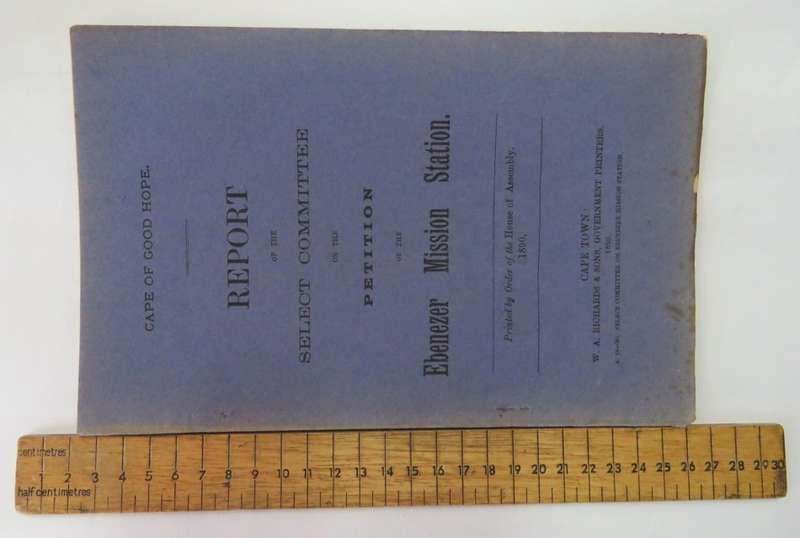 CAPE OF GOOD HOPE.
REPORT
OF THE
SELECT COMMITTEE
ON THE
PETITION
OF THE
Ebenezer Mission Station.
Printed by Order of the House of Assembly.
1890.
CAPE TOWN:
W. A. RICHARDS & SONS, GOVERNMENT PRINTERS.
1890.
SELECT COMMITTEE ON EBENEZER MISSION STATION.
centimetres
1 2 3 4 5 6 7 8 9 10 11 12 13 14 15 16 17 18 19 20 21 22 23 24 25 26 27 28 29 30
half centimetres